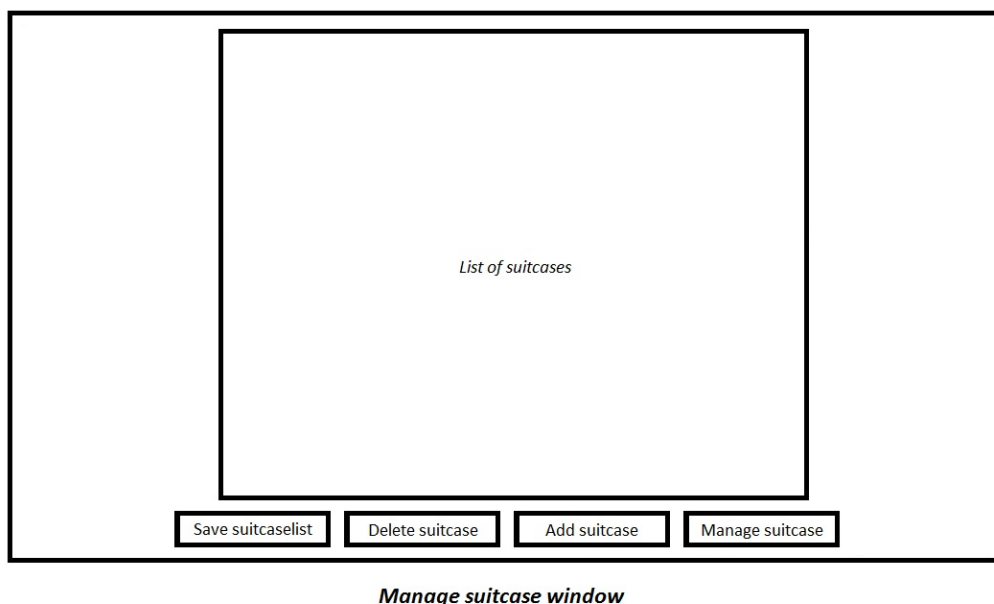 List of suitcases
Save suitcaselist
Delete suitcase
Add suitcase
Manage suitcase
Manage suitcase window